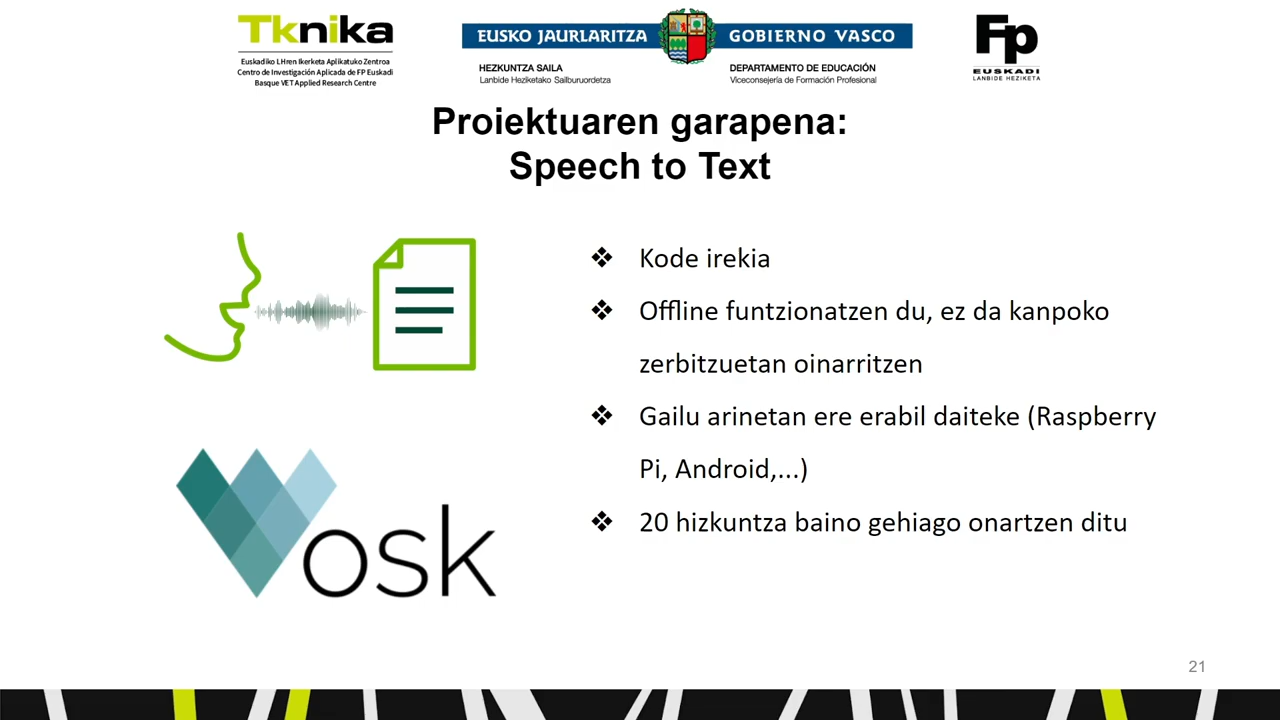 Tknika
Euskadiko LHren Ikerketa Aplikatuko Zentroa
Centro de Investigación Aplicada de FP Euskadi
Basque VET Applied Research Centre
EUSKO JAURLARITZA
GOBIERNO VASCO
HEZKUNTZA SAILA
Lanbide Heziketako Sailburuordetza
DEPARTAMENTO DE EDUCACIÓN
Viceconsejería de Formación Profesional
Fp
EUSKADI
LANBIDE HEZIKETA
Proiektuaren garapena:
Speech to Text
❖ Kode irekia
❖ Offline funtzionatzen du, ez da kanpoko
zerbitzuetan oinarritzen
❖ Gailu arinetan ere erabil daiteke (Raspberry
Pi, Android,...)
❖ 20 hizkuntza baino gehiago onartzen ditu
Vosk
21